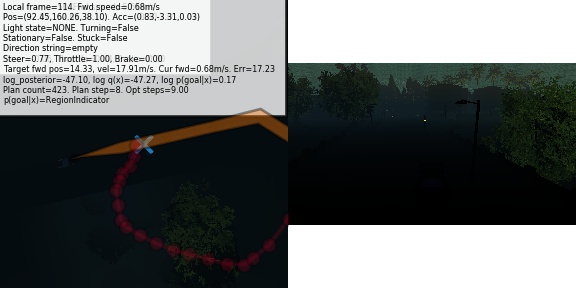 Local frame=114. Fwd speed=0.68m/s
Pos=(92.45,160.26,38.10). Acc=(0.83,-3.31,0.03)
Light state=NONE. Turning=False
Stationary=False. Stuck=False
Direction string=empty
Steer=0.77, Throttle=1.00, Brake=0.00
Target fwd pos=14.33, vel=17.91m/s. Cur fwd=0.68m/s. Err=17.23
log_posterior=-47.10, log q(x)=-47.27, log p(goal|x)=0.17
Plan count=423. Plan step=8. Opt steps=9.00
p(goal|x)=RegionIndicator